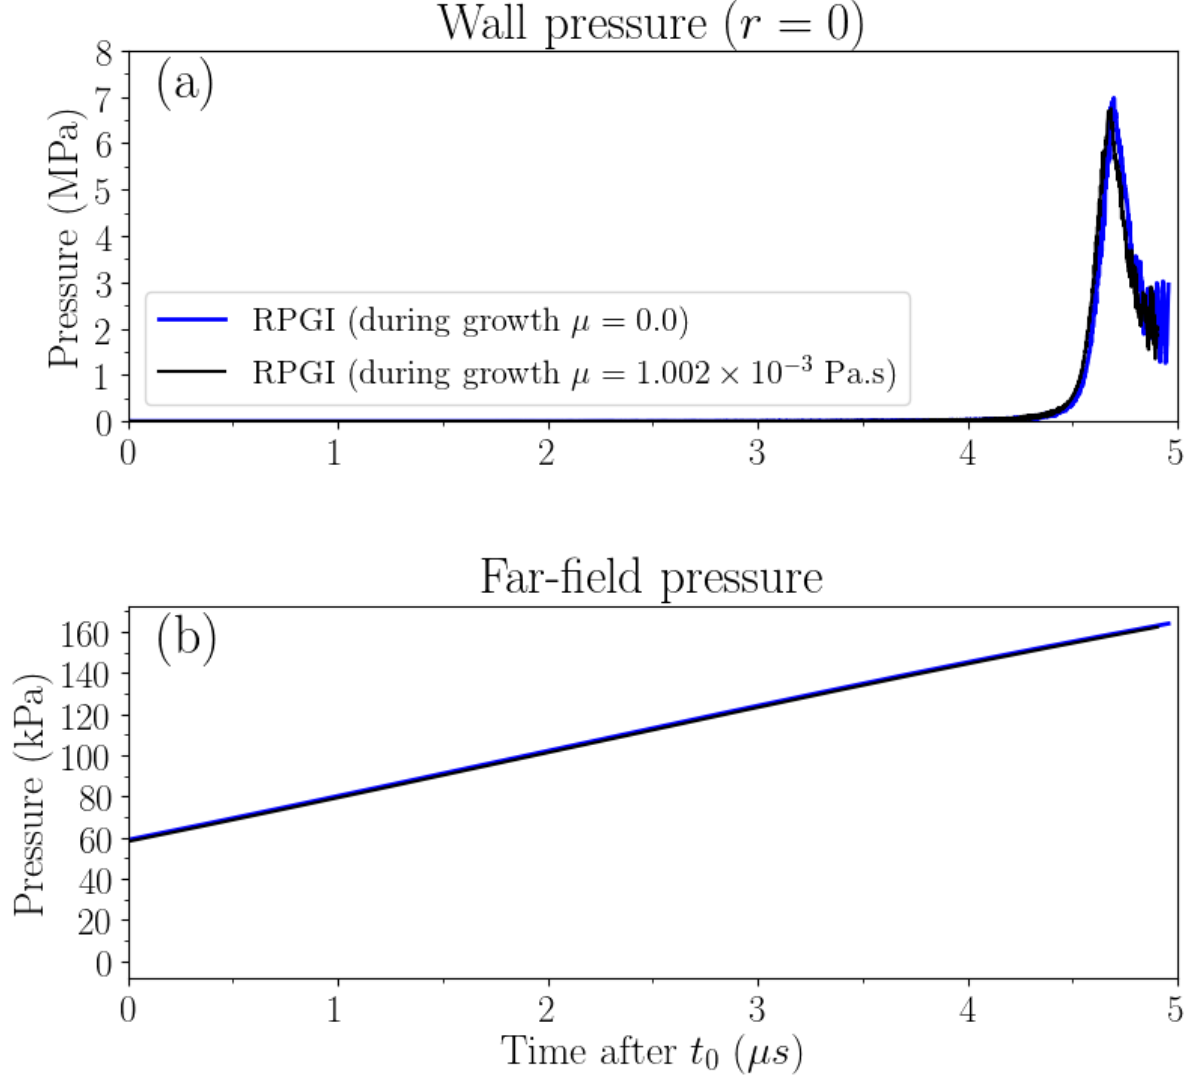 Wall pressure (r = 0)
(a)
Pressure (MPa)
8
7
6
5
4
3
2
1
0
RPGI (during growth μ = 0.0)
RPGI (during growth μ = 1.002 × 10⁻³ Pa.s)
0 1 2 3 4 5
Far-field pressure
(b)
Pressure (kPa)
160
140
120
100
80
60
40
20
0
0 1 2 3 4 5
Time after t₀ (μs)